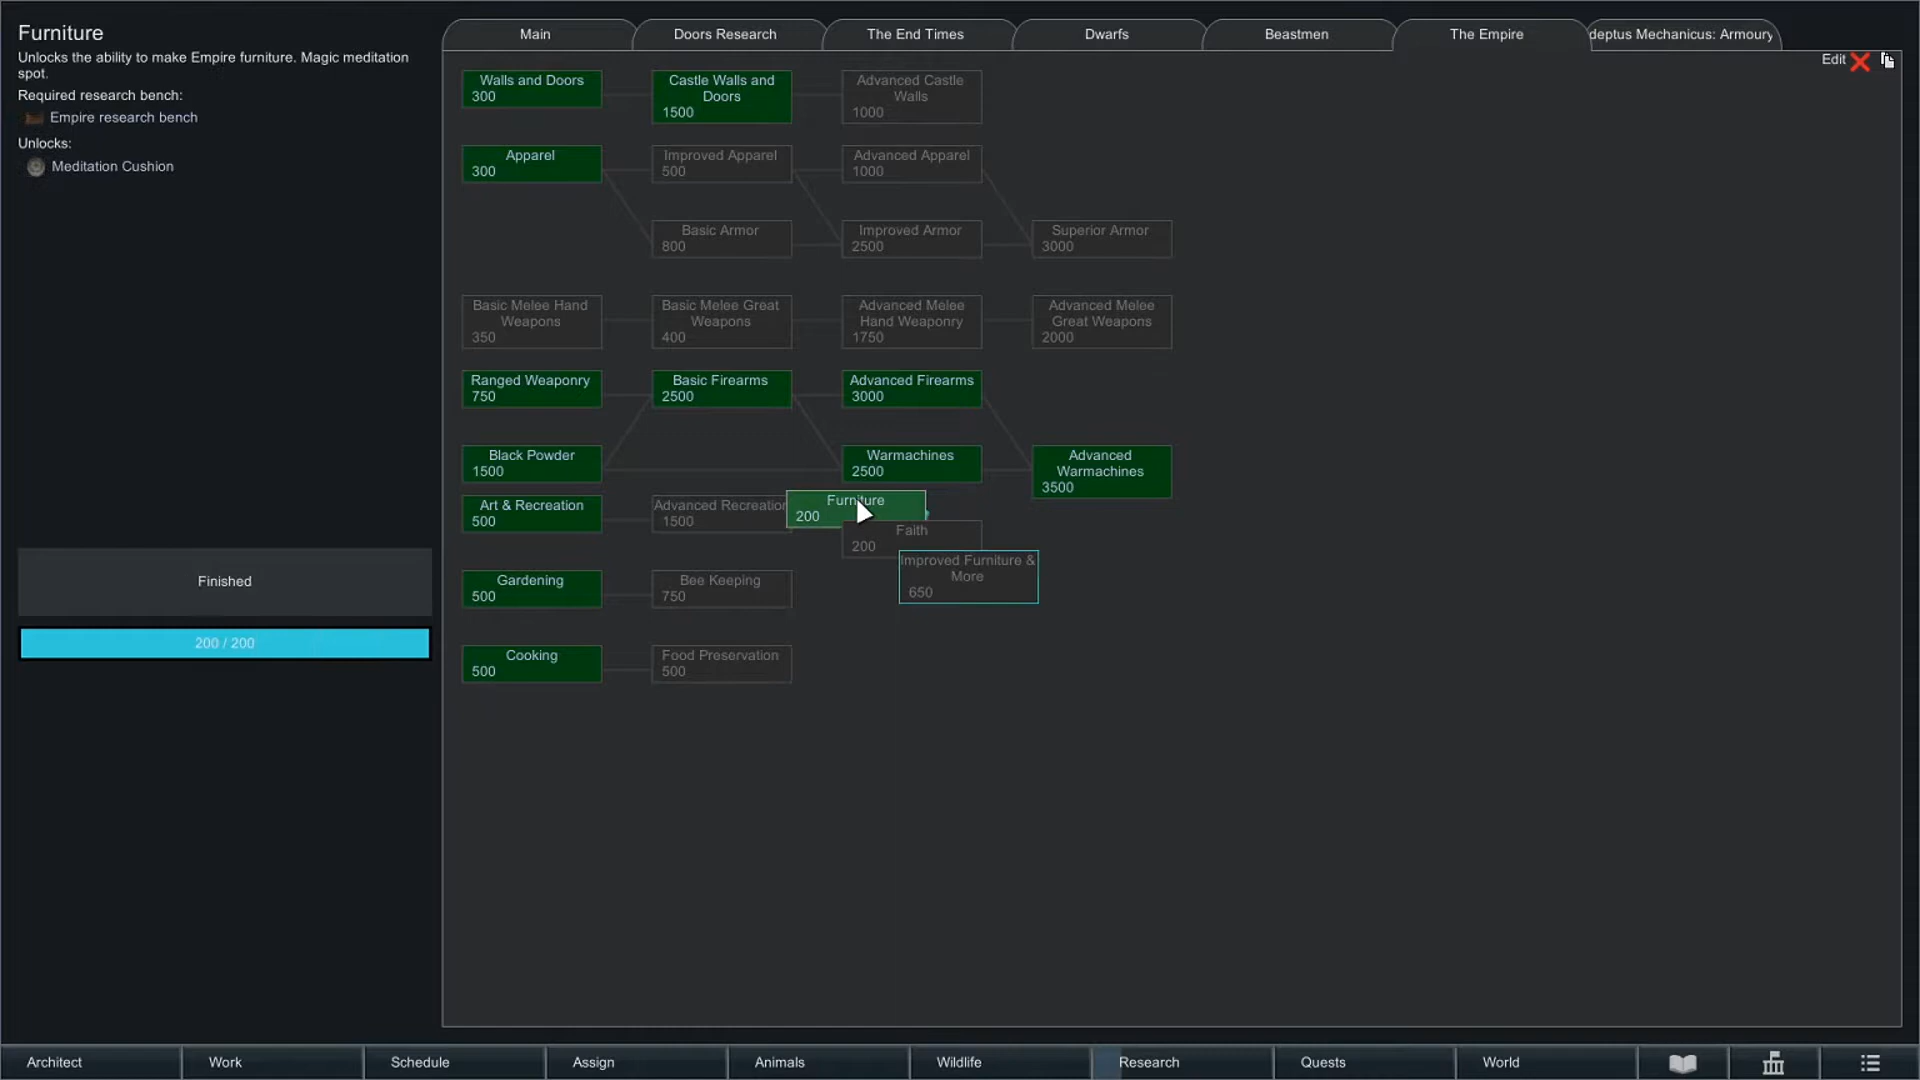 Furniture
Unlocks the ability to make Empire furniture. Magic meditation
spot.
Required research bench:
Empire research bench
Unlocks:
Meditation Cushion
Finished
200 / 200
Main
Doors Research
The End Times
Dwarfs
Beastmen
The Empire
deptus Mechanicus: Armoury
Edit
Walls and Doors
300
Castle Walls and
Doors
1500
Advanced Castle
Walls
1000
Apparel
300
Improved Apparel
500
Advanced Apparel
1000
Basic Armor
800
Improved Armor
2500
Superior Armor
3000
Basic Melee Hand
Weapons
350
Basic Melee Great
Weapons
400
Advanced Melee
Hand Weaponry
1750
Advanced Melee
Great Weapons
2000
Ranged Weaponry
750
Basic Firearms
2500
Advanced Firearms
3000
Black Powder
1500
Warmachines
2500
Advanced
Warmachines
3500
Art & Recreation
500
Advanced Recreation
1500
Furniture
200
Faith
200
Improved Furniture &
More
650
Gardening
500
Bee Keeping
750
Cooking
500
Food Preservation
500
Architect
Work
Schedule
Assign
Animals
Wildlife
Research
Quests
World